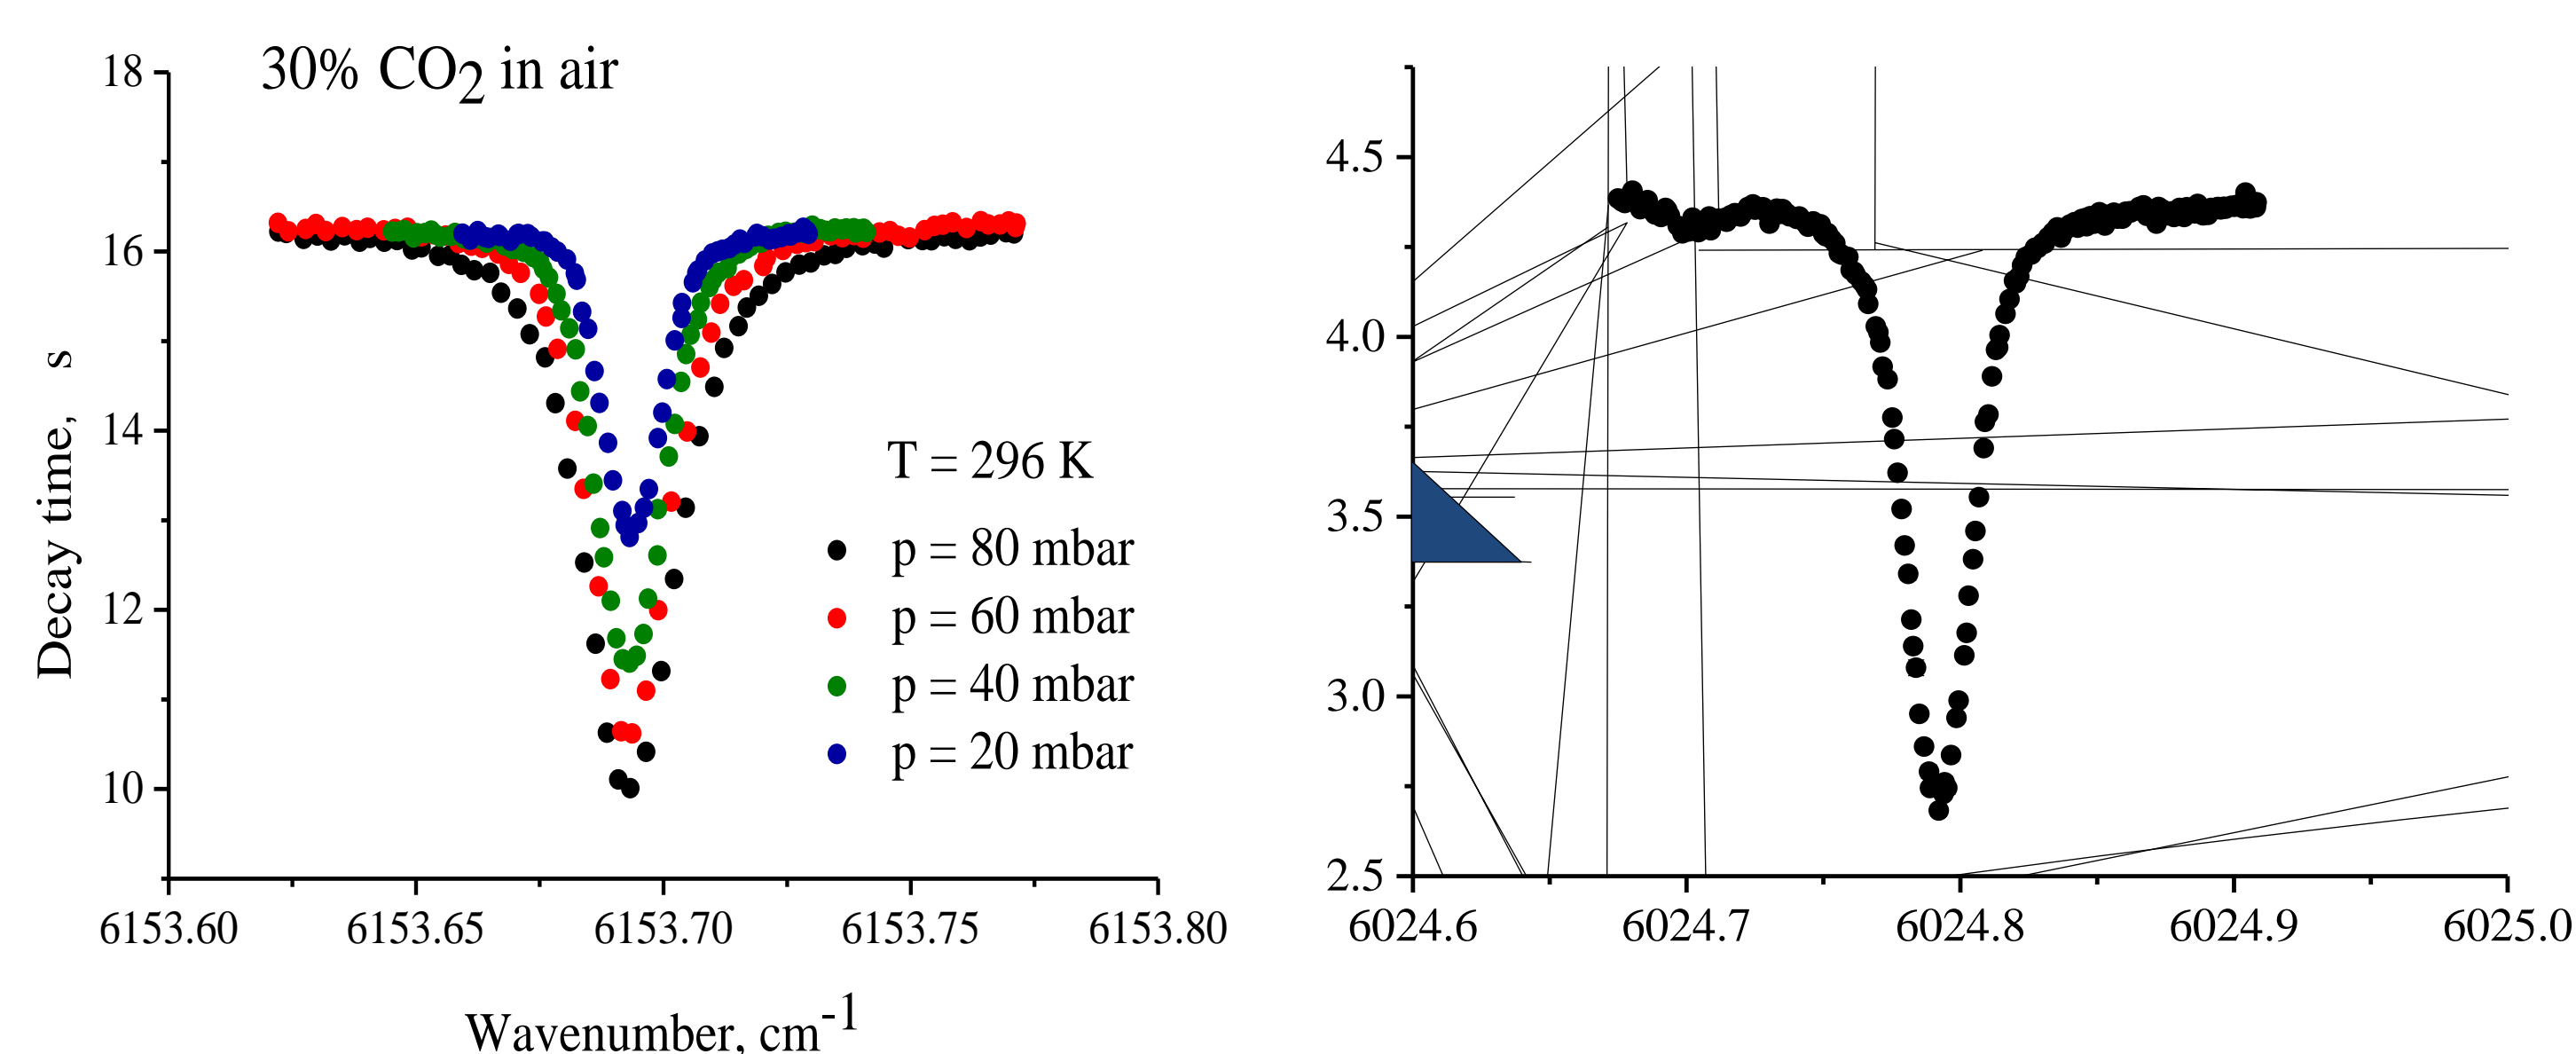 30% CO2 in air
18
16
14
12
10
Decay time, s
T = 296 K
p = 80 mbar
p = 60 mbar
p = 40 mbar
p = 20 mbar
6153.60 6153.65 6153.70 6153.75 6153.80
Wavenumber, cm-1
4.5
4.0
3.5
3.0
2.5
6024.6 6024.7 6024.8 6024.9 6025.0